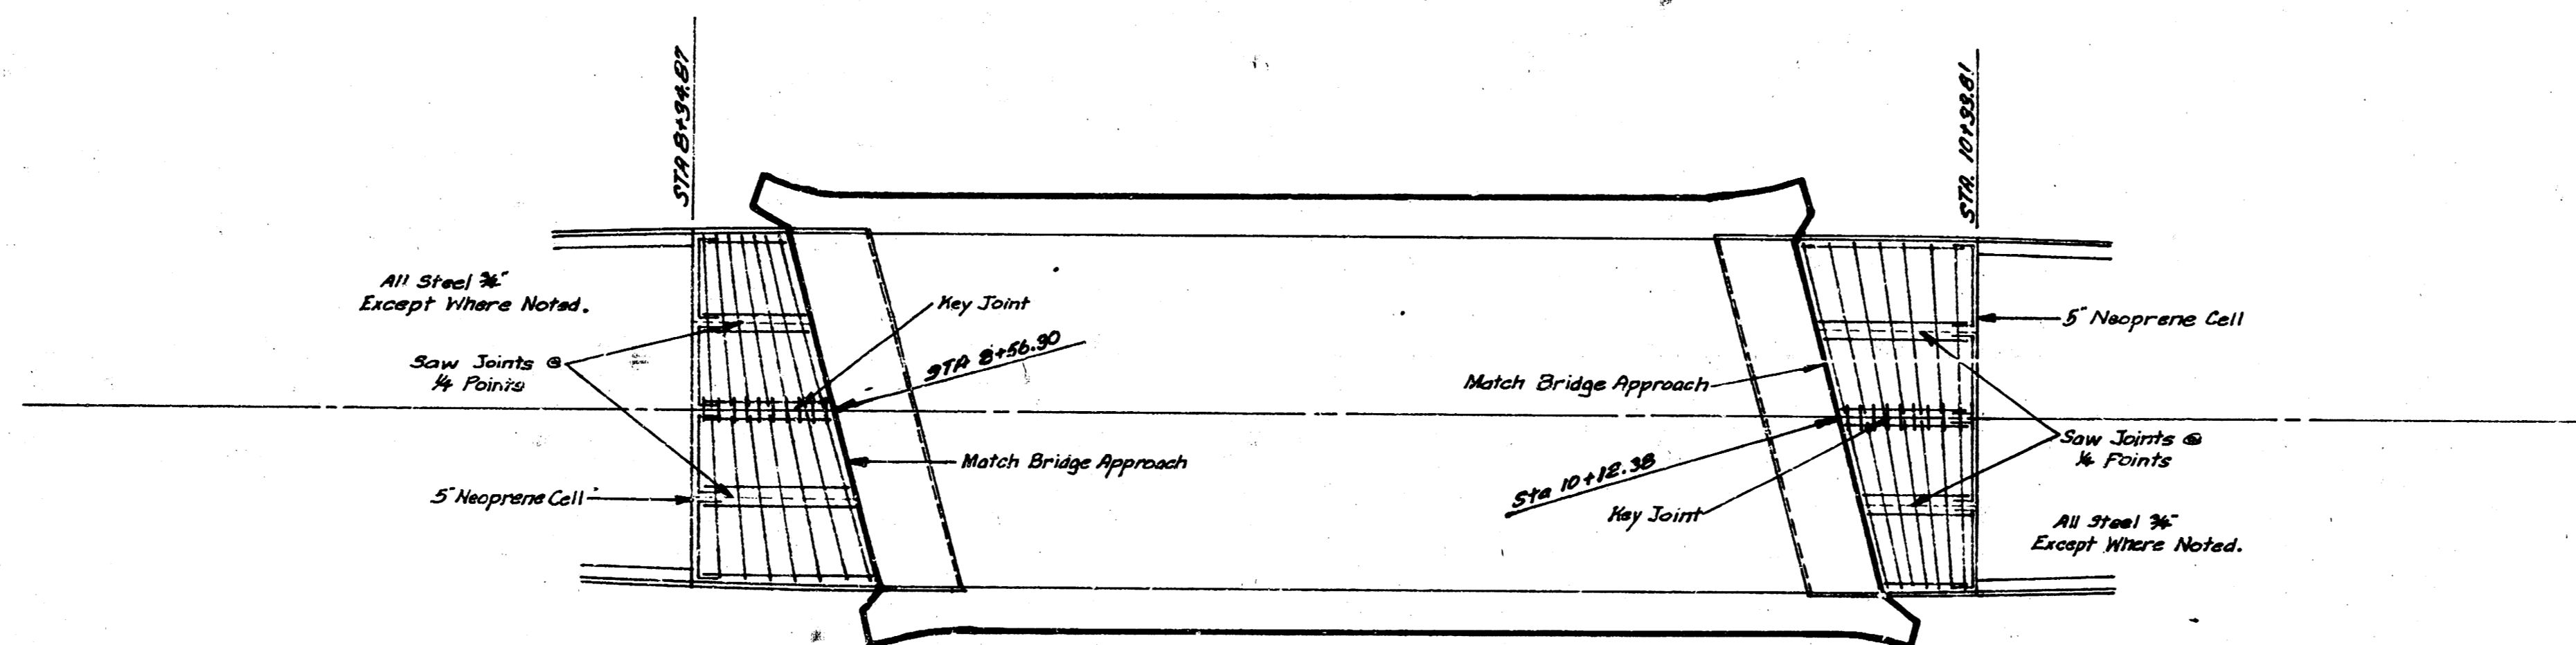 STA 8+34.87
STA. 10+33.81
All Steel ¾"
Except Where Noted.
Key Joint
STA 8+56.90
Saw Joints @
¼ Points
Match Bridge Approach
5" Neoprene Cell
5" Neoprene Cell
Match Bridge Approach
Sta 10+12.38
Key Joint
Saw Joints @
¼ Points
All Steel ¾"
Except Where Noted.